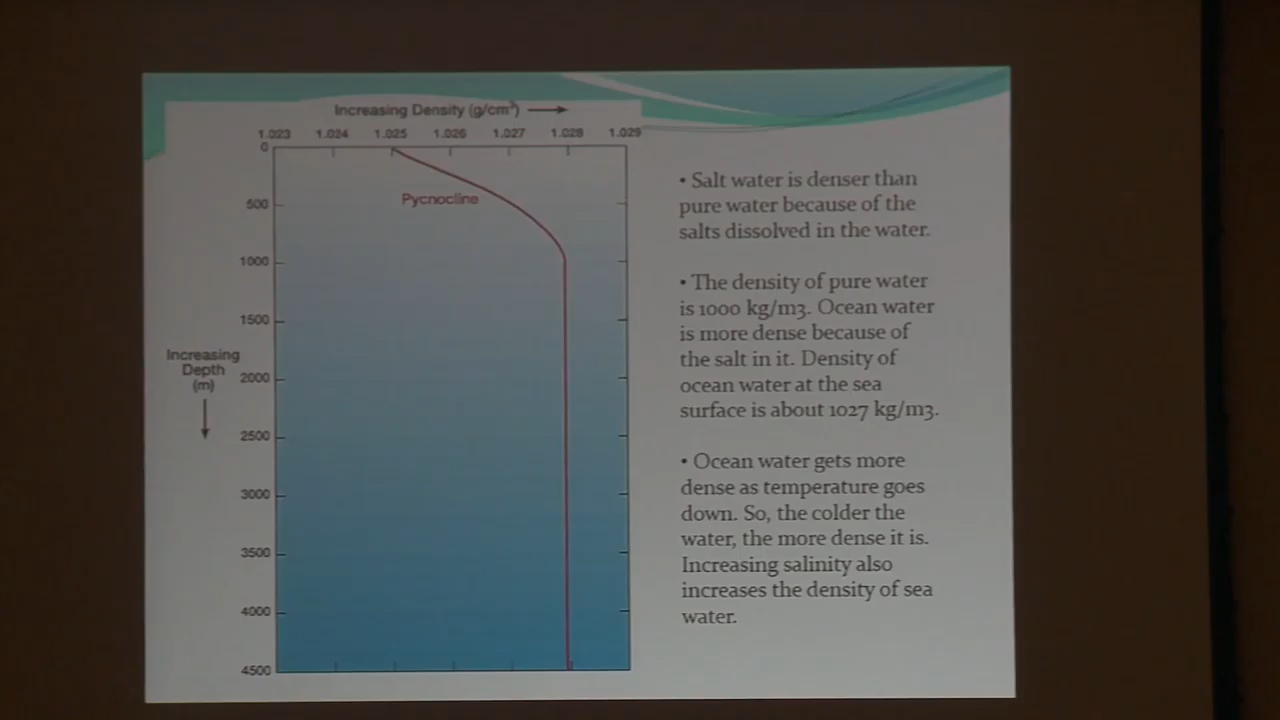 Increasing Density (g/cm³)
1.023 1.024 1.025 1.026 1.027 1.028 1.029
0
500
1000
1500
2000
2500
3000
3500
4000
4500
Pycnocline
Increasing
Depth
(m)
• Salt water is denser than
pure water because of the
salts dissolved in the water.
• The density of pure water
is 1000 kg/m3. Ocean water
is more dense because of
the salt in it. Density of
ocean water at the sea
surface is about 1027 kg/m3.
• Ocean water gets more
dense as temperature goes
down. So, the colder the
water, the more dense it is.
Increasing salinity also
increases the density of sea
water.